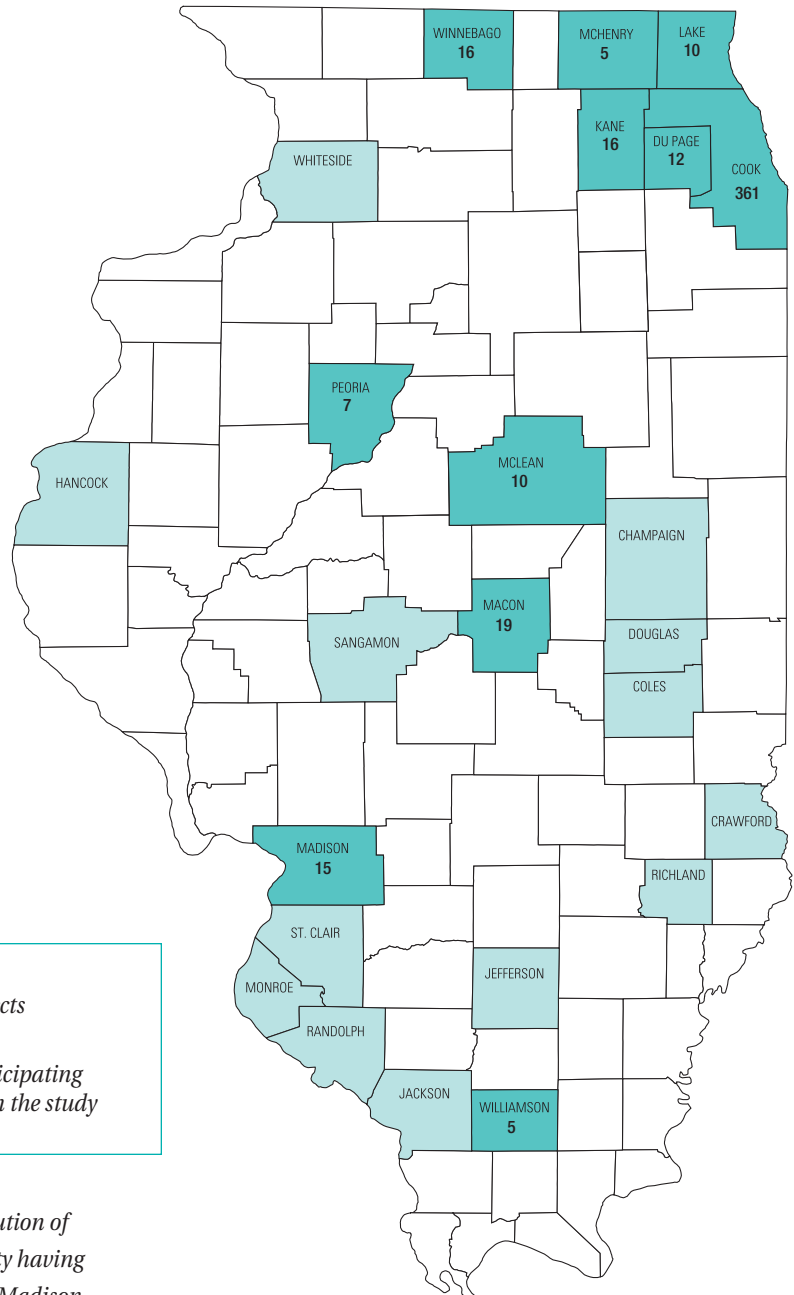 WINNEBAGO
16
MCHENRY
5
LAKE
10
KANE
16
DU PAGE
12
COOK
361
WHITESIDE
PEORIA
7
HANCOCK
MCLEAN
10
CHAMPAIGN
MACON
19
DOUGLAS
SANGAMON
COLES
CRAWFORD
MADISON
15
RICHLAND
ST. CLAIR
JEFFERSON
MONROE
RANDOLPH
JACKSON
WILLIAMSON
5
cts
icipating
n the study
ution of
ty having
Madison